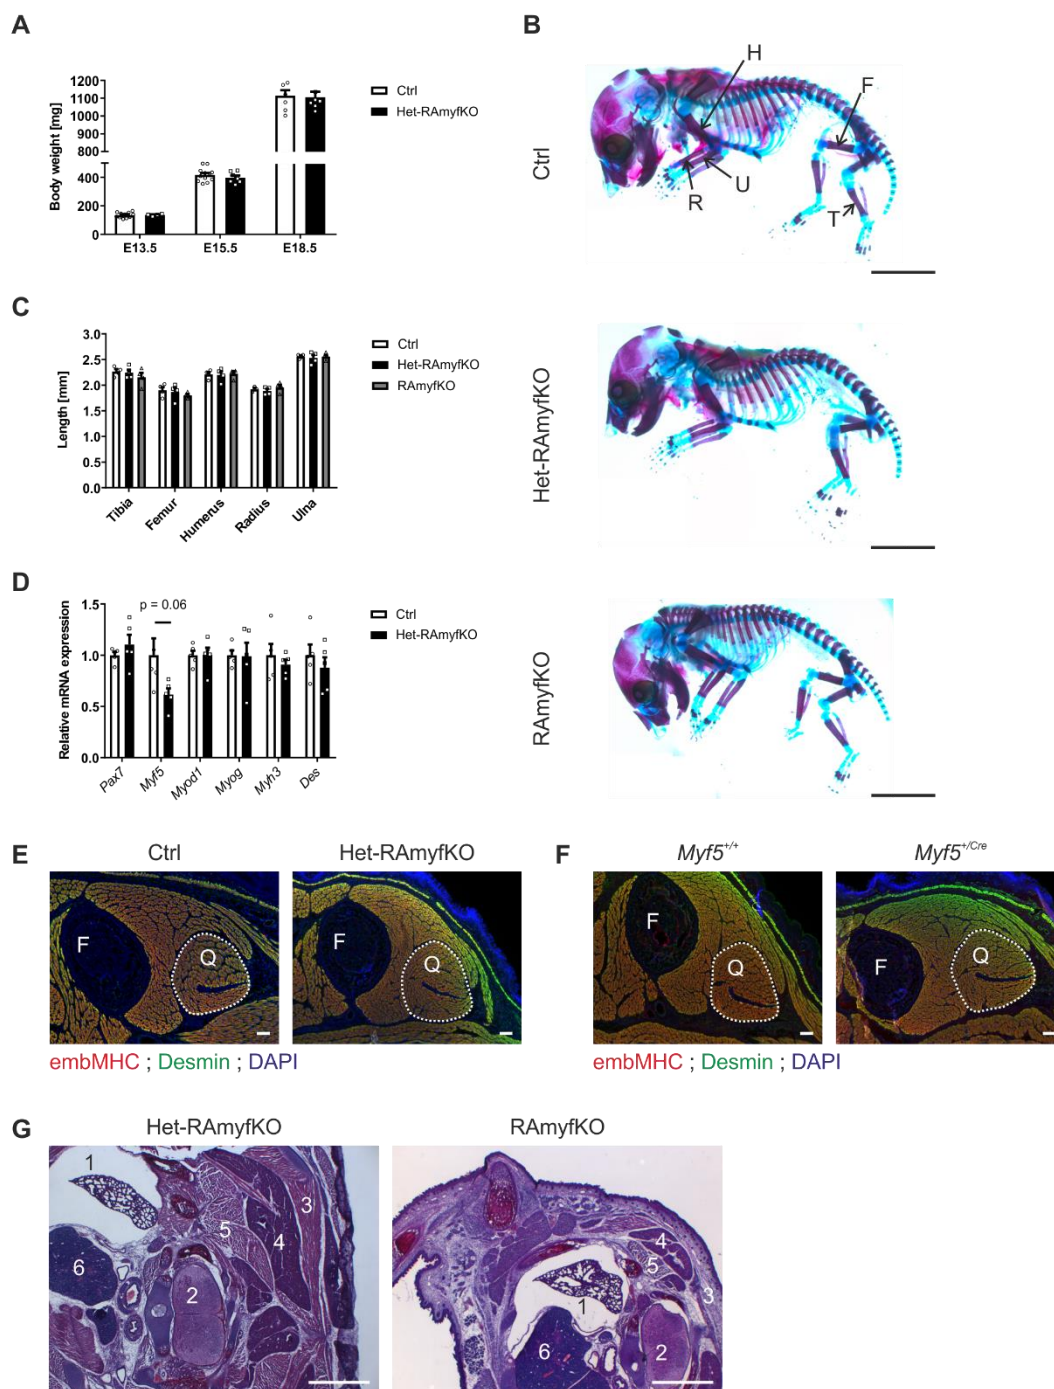 A
Body weight [mg]
1200
1100
1000
900
800
400
200
0
E13.5 E15.5 E18.5
Ctrl
Het-RAmyfKO
B
Ctrl
H
F
U
R
T
Het-RAmyfKO
RAmyfKO
C
Length [mm]
3.0
2.5
2.0
1.5
1.0
0.5
0.0
Tibia
Femur
Humerus
Radius
Ulna
Ctrl
Het-RAmyfKO
RAmyfKO
D
Relative mRNA expression
1.5
1.0
0.5
0.0
p = 0.06
Pax7
Myf5
Myod1
Myog
Myh3
Des
Ctrl
Het-RAmyfKO
E
Ctrl
Het-RAmyfKO
F
Q
F
Q
embMHC ; Desmin ; DAPI
F
Myf5+/+
Myf5+/Cre
F
Q
F
Q
embMHC ; Desmin ; DAPI
G
Het-RAmyfKO
RAmyfKO
1
3
5
4
6
2
4
5
3
1
6
2